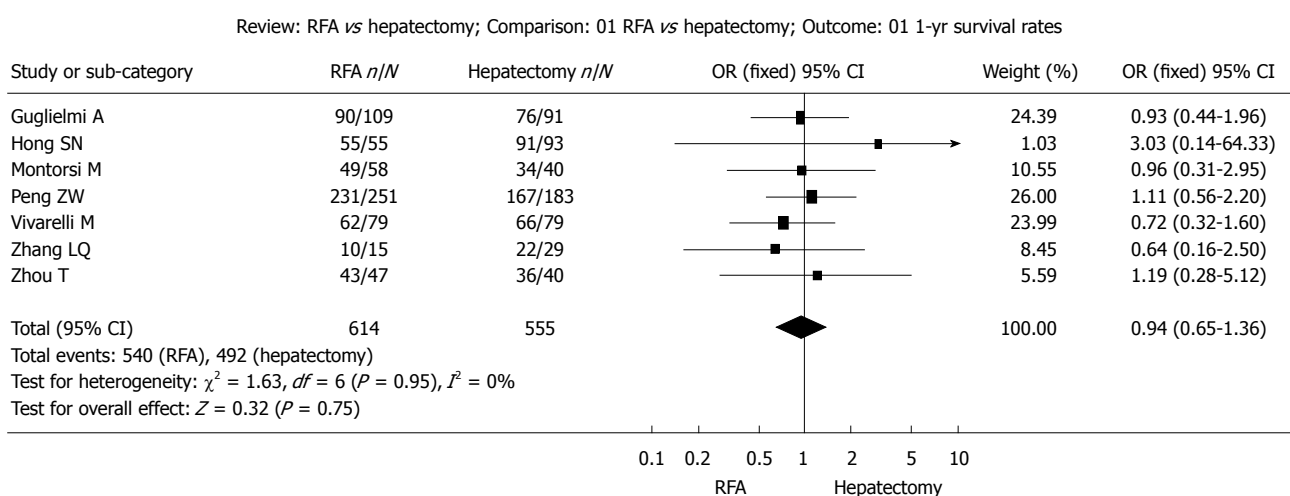 Review: RFA vs hepatectomy; Comparison: 01 RFA vs hepatectomy; Outcome: 01 1-yr survival rates
Study or sub-category RFA n/N Hepatectomy n/N OR (fixed) 95% CI Weight (%) OR (fixed) 95% CI
Guglielmi A 90/109 76/91 24.39 0.93 (0.44-1.96)
Hong SN 55/55 91/93 1.03 3.03 (0.14-64.33)
Montorsi M 49/58 34/40 10.55 0.96 (0.31-2.95)
Peng ZW 231/251 167/183 26.00 1.11 (0.56-2.20)
Vivarelli M 62/79 66/79 23.99 0.72 (0.32-1.60)
Zhang LQ 10/15 22/29 8.45 0.64 (0.16-2.50)
Zhou T 43/47 36/40 5.59 1.19 (0.28-5.12)
Total (95% CI) 614 555 100.00 0.94 (0.65-1.36)
Total events: 540 (RFA), 492 (hepatectomy)
Test for heterogeneity: χ² = 1.63, df = 6 (P = 0.95), I² = 0%
Test for overall effect: Z = 0.32 (P = 0.75)
0.1 0.2 0.5 1 2 5 10
RFA Hepatectomy